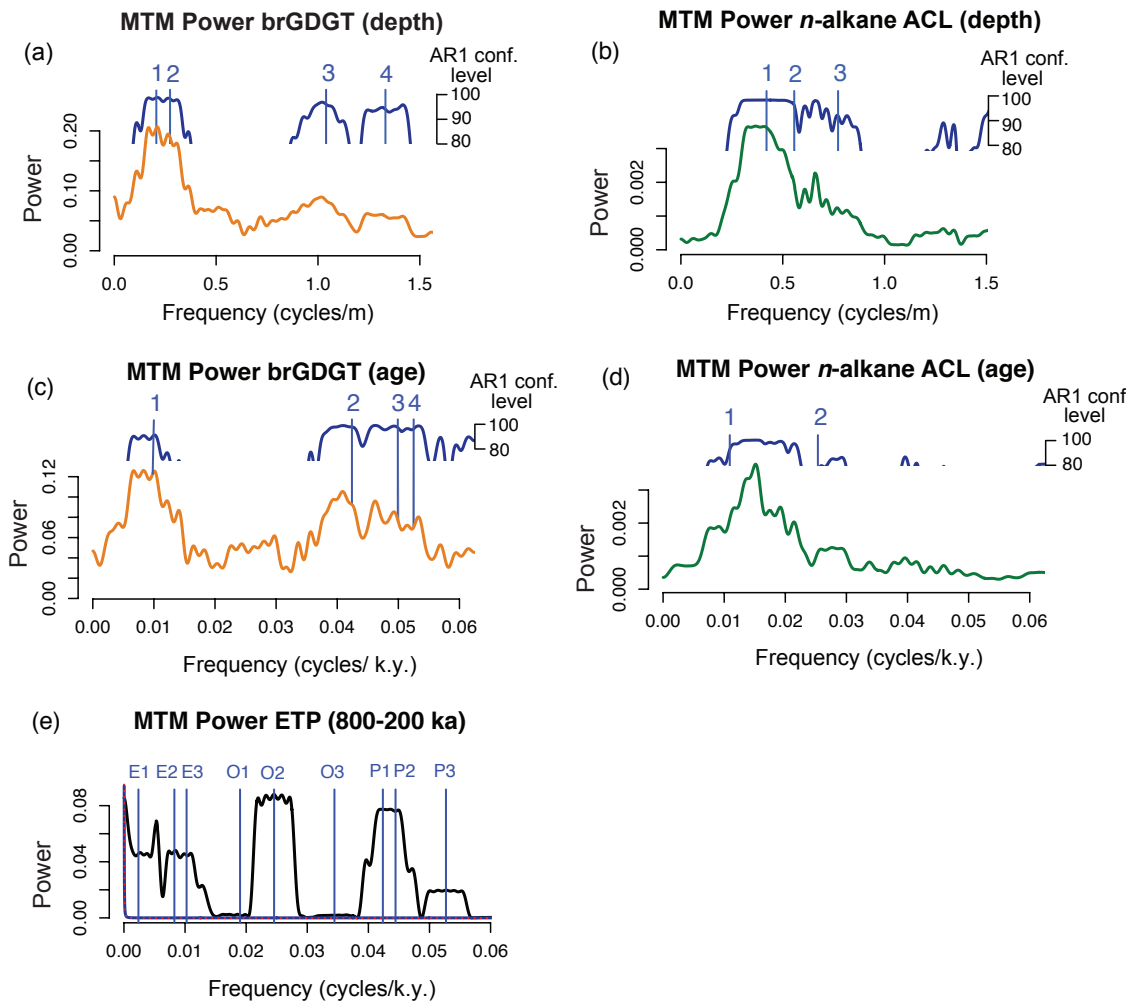 MTM Power brGDGT (depth)
(a)
AR1 conf.
level
1 2 3 4
100
90
80
0.20
0.10
0.00
Power
0.0 0.5 1.0 1.5
Frequency (cycles/m)
MTM Power n-alkane ACL (depth)
(b)
AR1 conf.
level
1 2 3
100
90
80
0.002
0.000
Power
0.0 0.5 1.0 1.5
Frequency (cycles/m)
MTM Power brGDGT (age)
(c)
AR1 conf.
level
1 2 3 4
100
80
0.12
0.06
0.00
Power
0.00 0.01 0.02 0.03 0.04 0.05 0.06
Frequency (cycles/ k.y.)
MTM Power n-alkane ACL (age)
(d)
AR1 conf
level
1 2
100
80
0.002
0.000
Power
0.00 0.01 0.02 0.03 0.04 0.05 0.06
Frequency (cycles/k.y.)
(e)
MTM Power ETP (800-200 ka)
E1 E2 E3 O1 O2 O3 P1 P2 P3
0.08
0.04
0.00
Power
0.00 0.01 0.02 0.03 0.04 0.05 0.06
Frequency (cycles/k.y.)